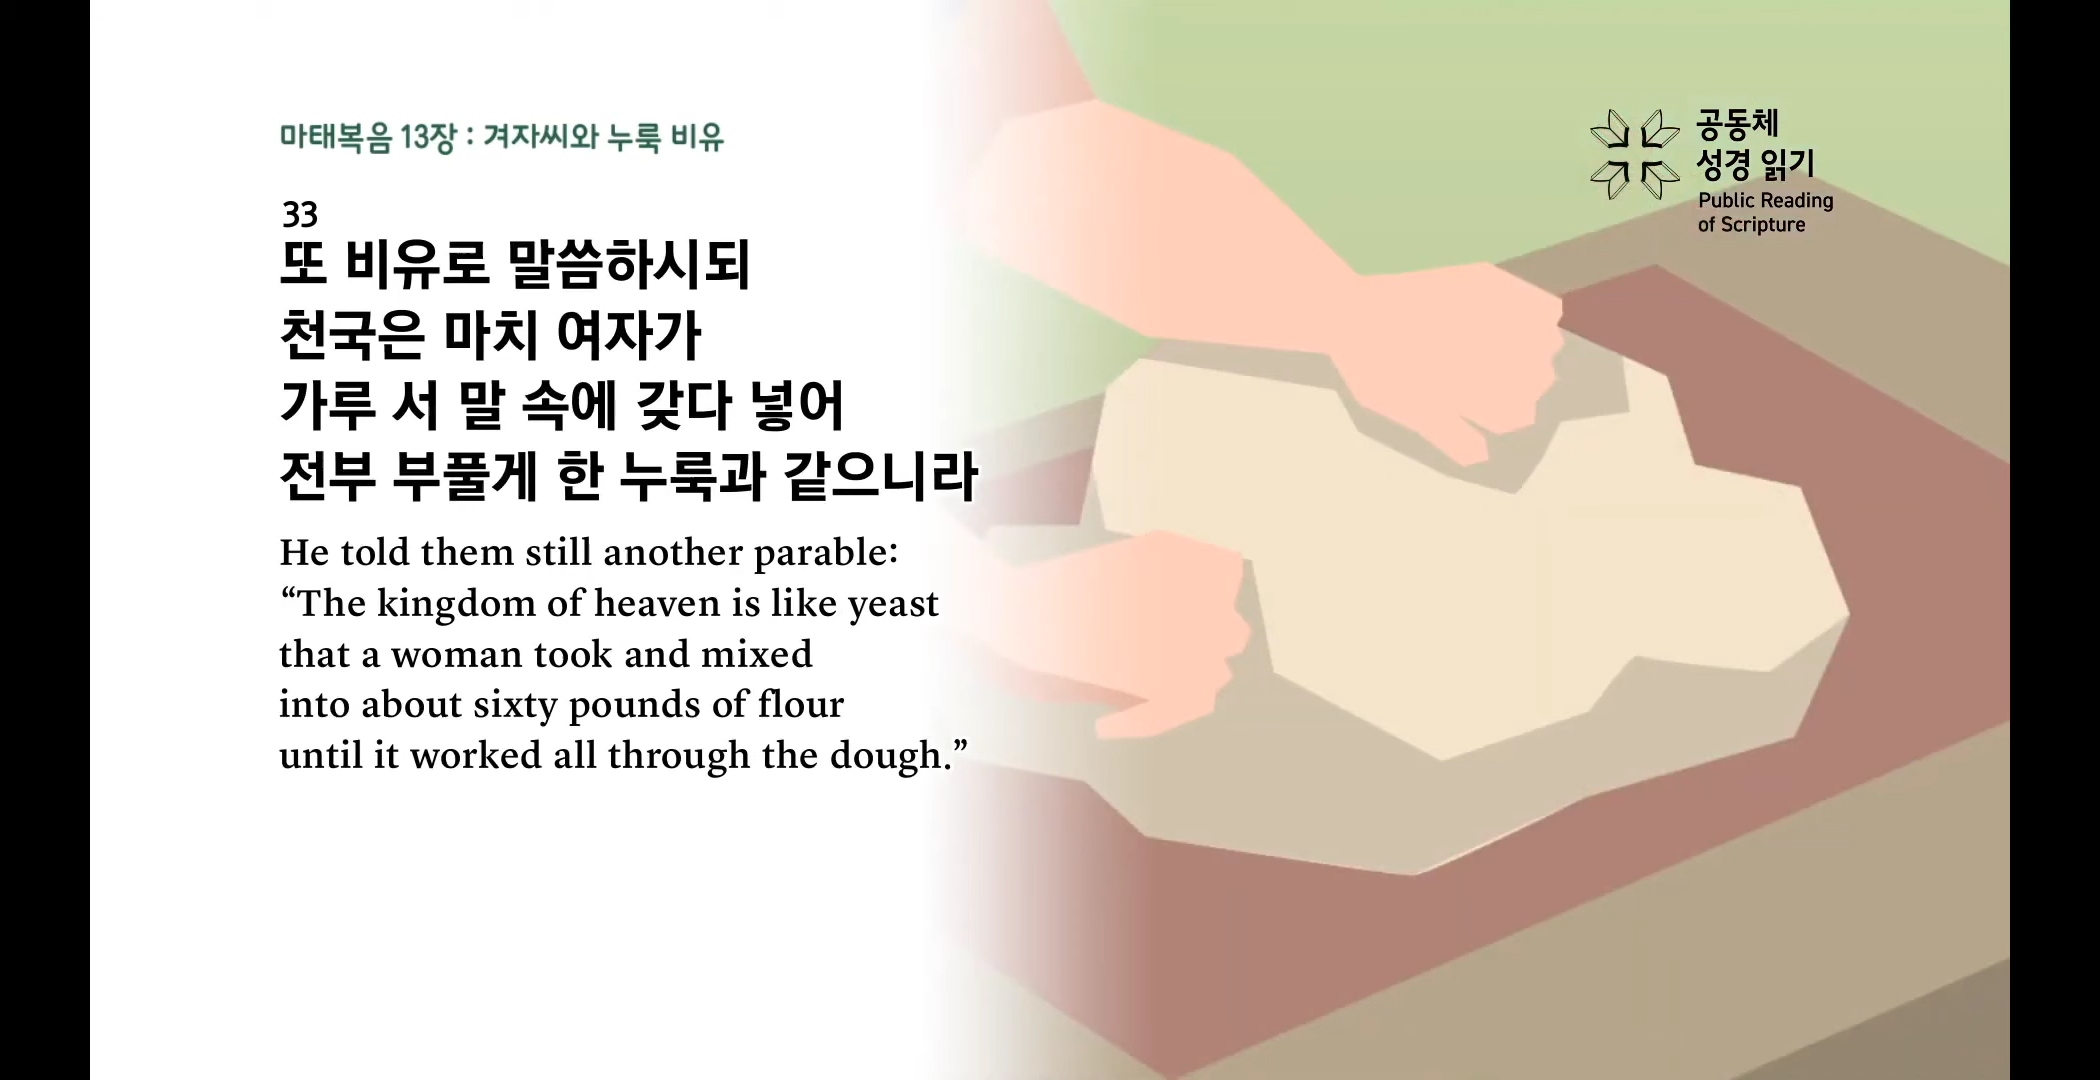 마태복음 13장 : 겨자씨와 누룩 비유
33
또 비유로 말씀하시되
천국은 마치 여자가
가루 서 말 속에 갖다 넣어
전부 부풀게 한 누룩과 같으니라
He told them still another parable:
“The kingdom of heaven is like yeast
that a woman took and mixed
into about sixty pounds of flour
until it worked all through the dough.”
공동체
성경 읽기
Public Reading
of Scripture